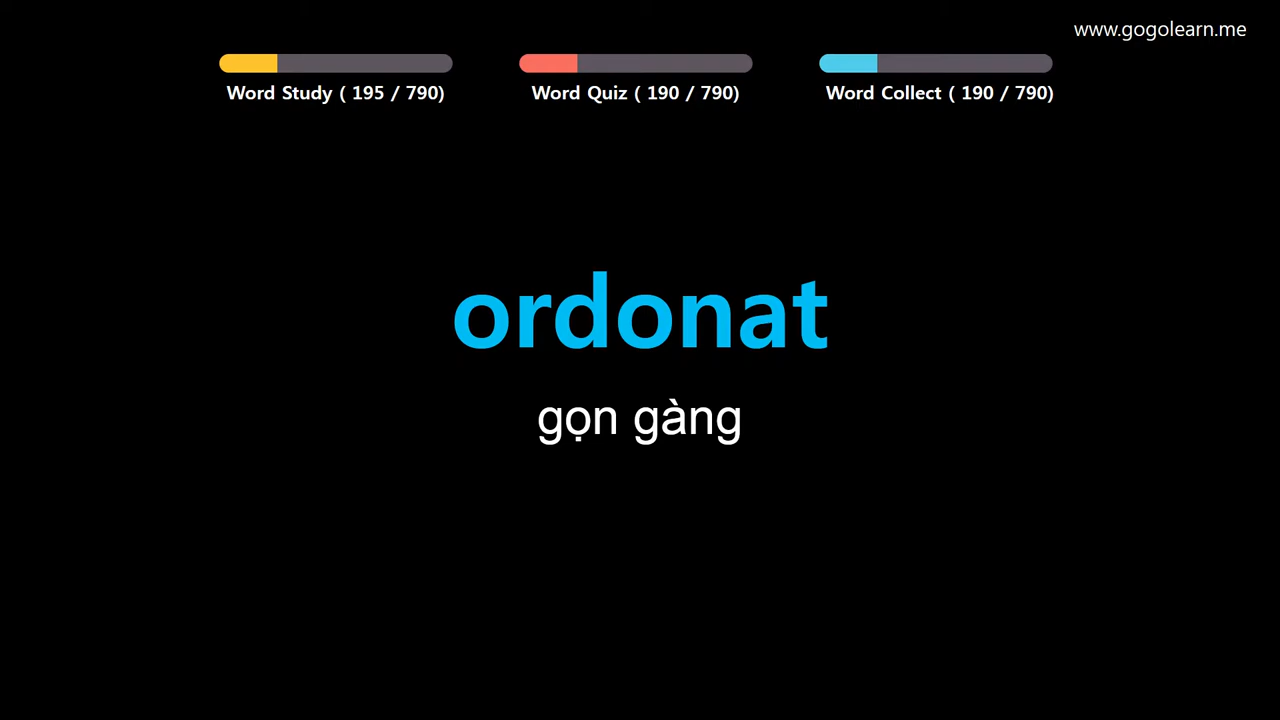 www.gogolearn.me
Word Study ( 195 / 790)
Word Quiz ( 190 / 790)
Word Collect ( 190 / 790)
ordonat
gọn gàng